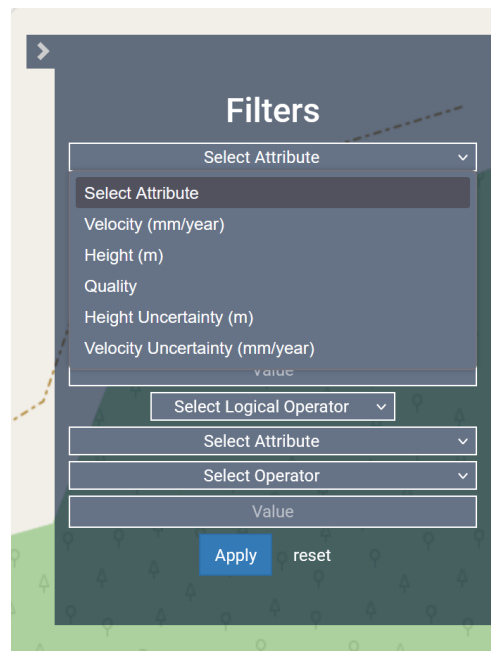 Filters
Select Attribute
Select Attribute
Velocity (mm/year)
Height (m)
Quality
Height Uncertainty (m)
Velocity Uncertainty (mm/year)
Value
Select Logical Operator
Select Attribute
Select Operator
Value
Apply reset